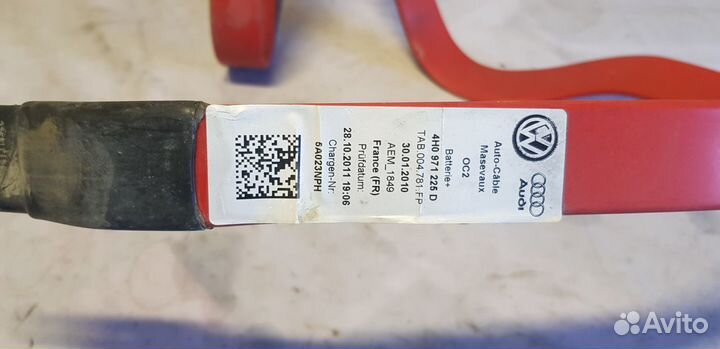 Audi
Auto-Câble
Masevaux
OC2
Batterie+
4H0 971 225 D
TAB.004.781.FP
30.01.2010
AEM_1849
France (FR)
Prüfdatum:
28.10.2011 19:06
Chargen-Nr:
5A023NPH
Avito